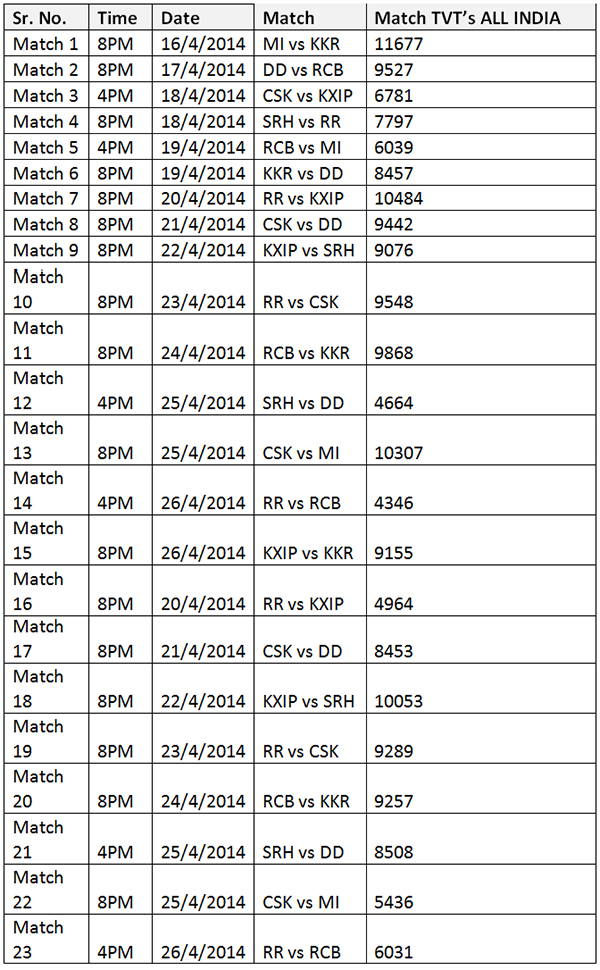 Sr. No. Time Date Match Match TVT's ALL INDIA
Match 1 8PM 16/4/2014 MI vs KKR 11677
Match 2 8PM 17/4/2014 DD vs RCB 9527
Match 3 4PM 18/4/2014 CSK vs KXIP 6781
Match 4 8PM 18/4/2014 SRH vs RR 7797
Match 5 4PM 19/4/2014 RCB vs MI 6039
Match 6 8PM 19/4/2014 KKR vs DD 8457
Match 7 8PM 20/4/2014 RR vs KXIP 10484
Match 8 8PM 21/4/2014 CSK vs DD 9442
Match 9 8PM 22/4/2014 KXIP vs SRH 9076
Match
10 8PM 23/4/2014 RR vs CSK 9548
Match
11 8PM 24/4/2014 RCB vs KKR 9868
Match
12 4PM 25/4/2014 SRH vs DD 4664
Match
13 8PM 25/4/2014 CSK vs MI 10307
Match
14 4PM 26/4/2014 RR vs RCB 4346
Match
15 8PM 26/4/2014 KXIP vs KKR 9155
Match
16 8PM 20/4/2014 RR vs KXIP 4964
Match
17 8PM 21/4/2014 CSK vs DD 8453
Match
18 8PM 22/4/2014 KXIP vs SRH 10053
Match
19 8PM 23/4/2014 RR vs CSK 9289
Match
20 8PM 24/4/2014 RCB vs KKR 9257
Match
21 4PM 25/4/2014 SRH vs DD 8508
Match
22 8PM 25/4/2014 CSK vs MI 5436
Match
23 4PM 26/4/2014 RR vs RCB 6031